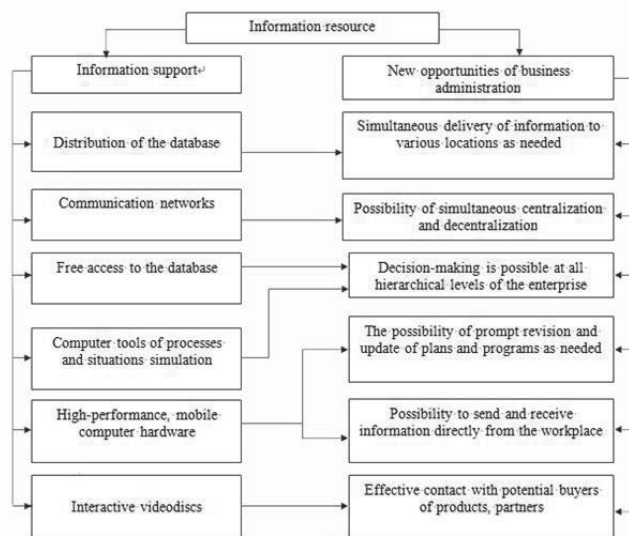 Information resource
Information support↵
New opportunities of business
administration
Distribution of the database
Simultaneous delivery of information to
various locations as needed
Communication networks
Possibility of simultaneous centralization
and decentralization
Free access to the database
Decision-making is possible at all
hierarchical levels of the enterprise
Computer tools of processes
and situations simulation
The possibility of prompt revision and
update of plans and programs as needed
High-performance, mobile
computer hardware
Possibility to send and receive
information directly from the workplace
Interactive videodiscs
Effective contact with potential buyers
of products, partners